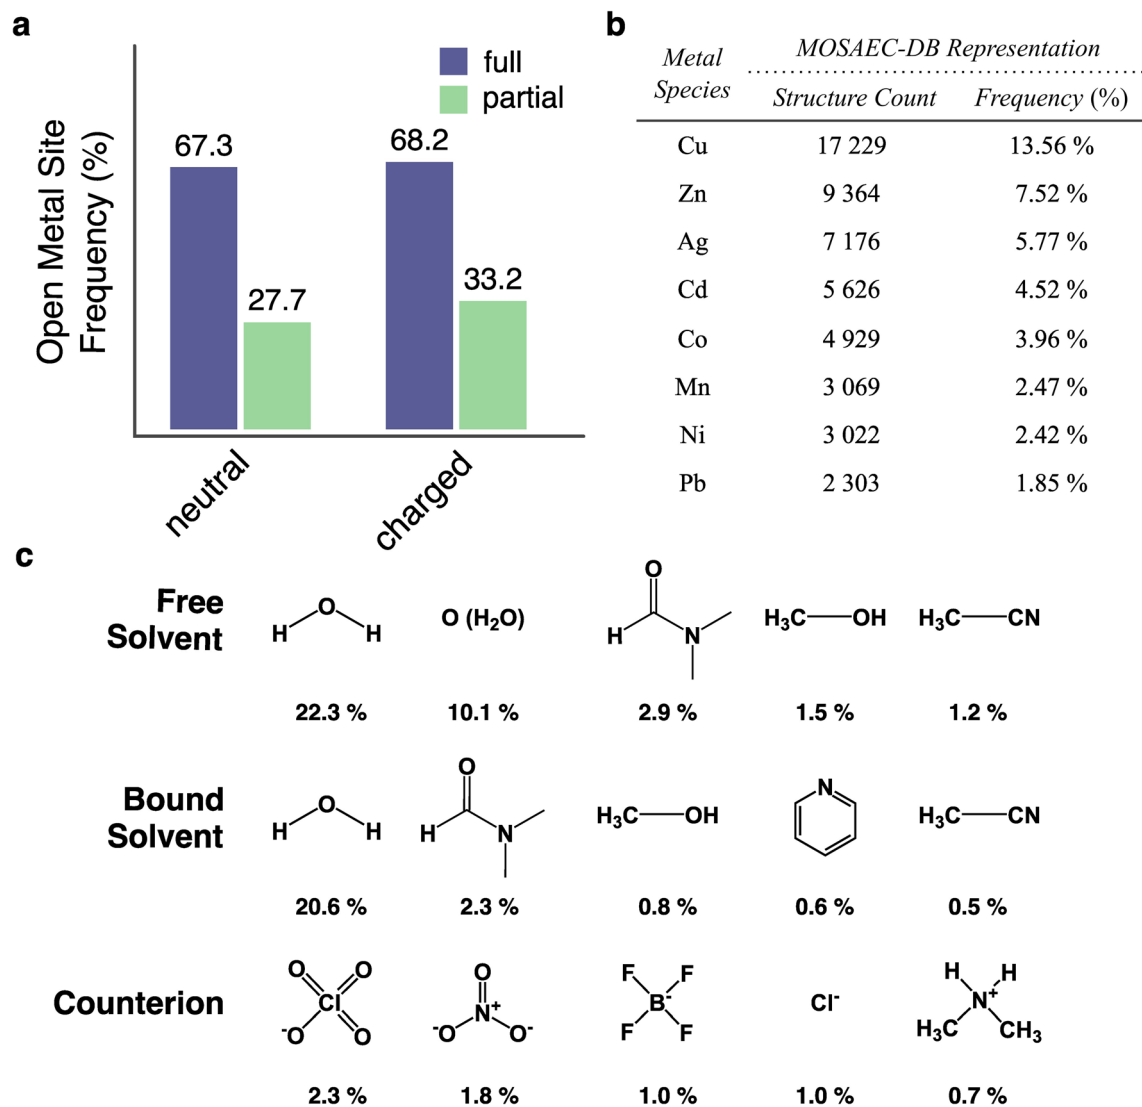 a
Open Metal Site
Frequency (%)
full
partial
67.3
27.7
68.2
33.2
neutral
charged
b
Metal
Species
MOSAEC-DB Representation
Structure Count Frequency (%)
Cu 17 229 13.56 %
Zn 9 364 7.52 %
Ag 7 176 5.77 %
Cd 5 626 4.52 %
Co 4 929 3.96 %
Mn 3 069 2.47 %
Ni 3 022 2.42 %
Pb 2 303 1.85 %
c
Free
Solvent
O
H H
O (H₂O)
O
H N
H₃C OH
H₃C CN
22.3 % 10.1 % 2.9 % 1.5 % 1.2 %
Bound
Solvent
O
H H
O
H N
H₃C OH
N
H₃C CN
20.6 % 2.3 % 0.8 % 0.6 % 0.5 %
Counterion
O O
Cl
⁻O O
O
N⁺
⁻O O⁻
F F
B⁻
F F
Cl⁻
H H
N⁺
H₃C CH₃
2.3 % 1.8 % 1.0 % 1.0 % 0.7 %